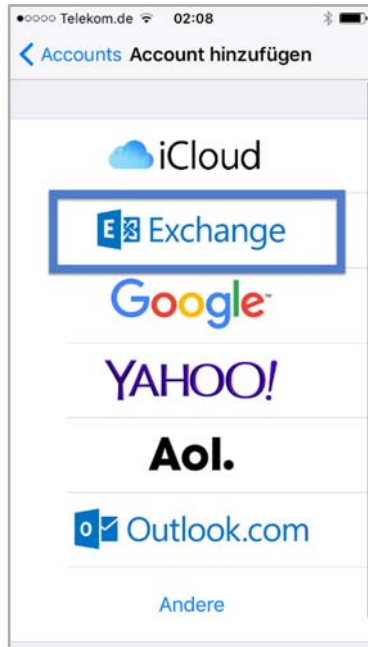 Telekom.de 02:08
Accounts Account hinzufügen
iCloud
E Exchange
Google
YAHOO!
Aol.
o Outlook.com
Andere